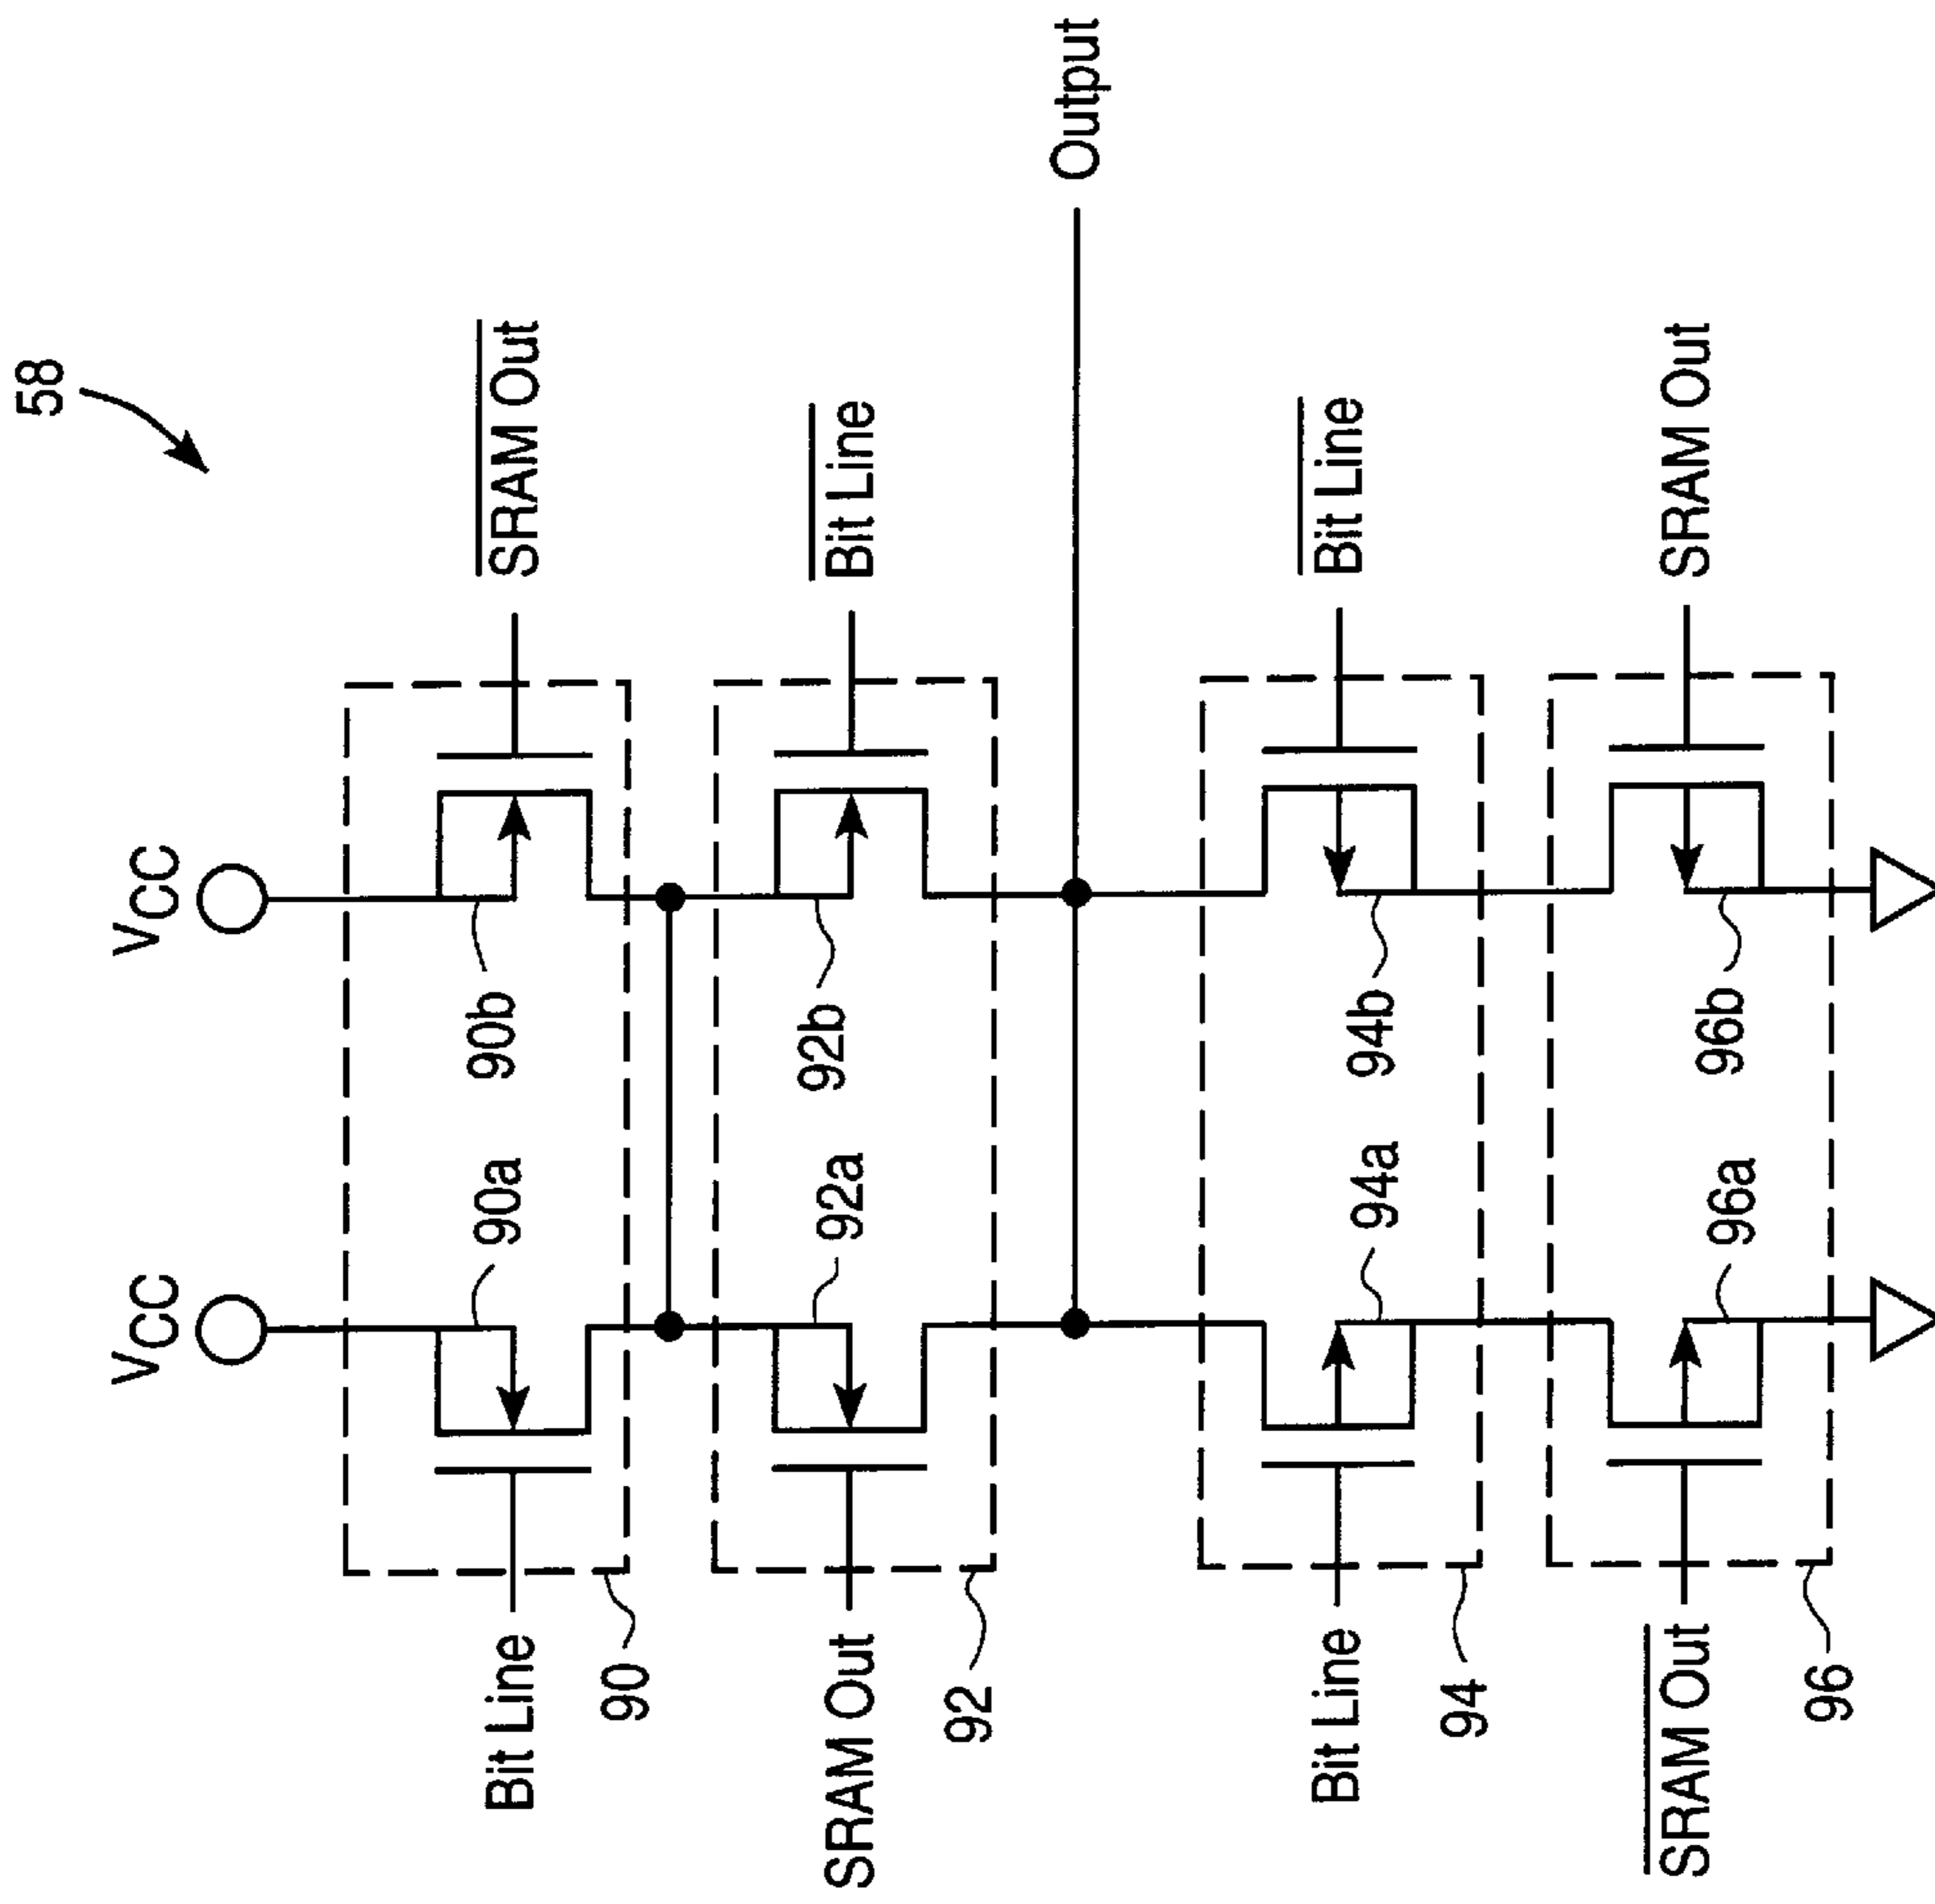 58
VCC
VCC
Bit Line
90a
90b
SRAM Out
90
SRAM Out
92a
92b
Bit Line
92
Output
Bit Line
94a
94b
Bit Line
94
SRAM Out
96a
96b
SRAM Out
96